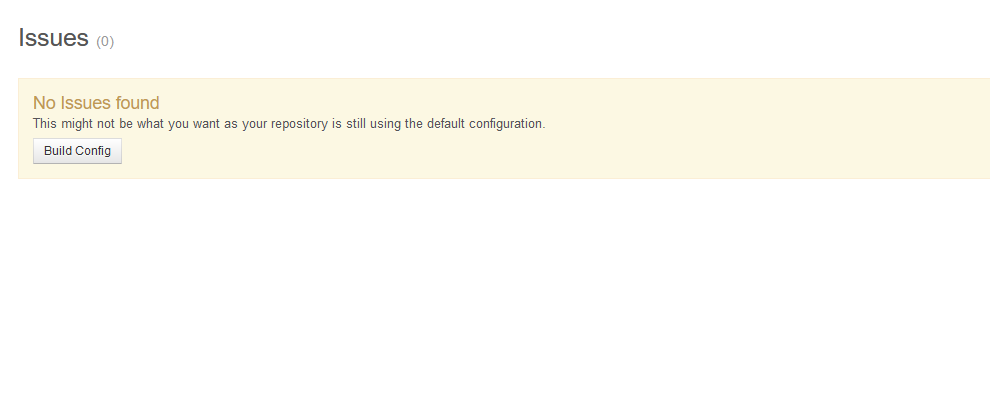 Issues (0)
No Issues found
This might not be what you want as your repository is still using the default configuration.
Build Config